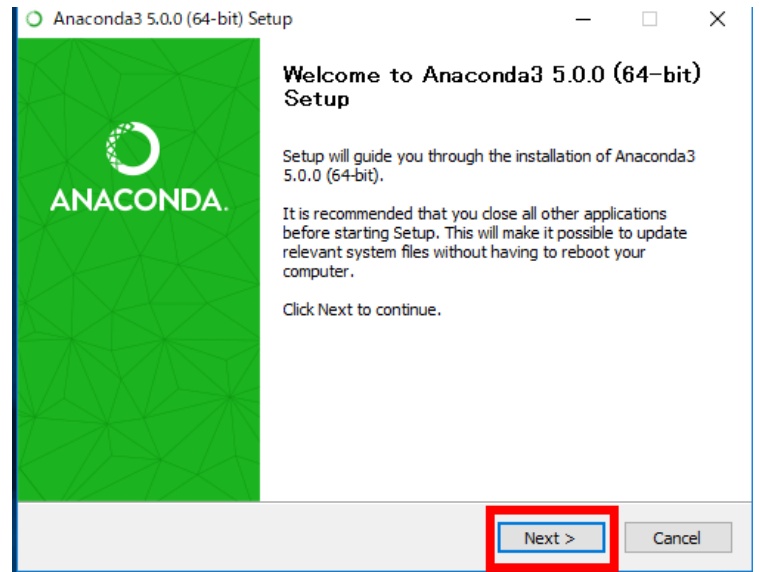 Anaconda3 5.0.0 (64-bit) Setup
Welcome to Anaconda3 5.0.0 (64-bit)
Setup
ANACONDA.
Setup will guide you through the installation of Anaconda3
5.0.0 (64-bit).
It is recommended that you close all other applications
before starting Setup. This will make it possible to update
relevant system files without having to reboot your
computer.
Click Next to continue.
Next >
Cancel